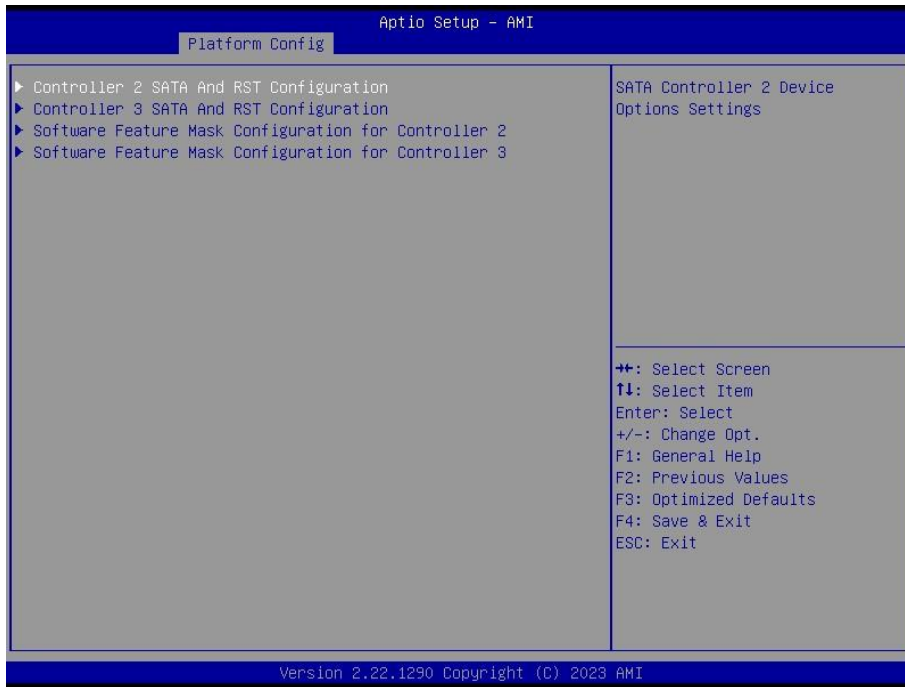 Aptio Setup - AMI
Platform Config
▶ Controller 2 SATA And RST Configuration
▶ Controller 3 SATA And RST Configuration
▶ Software Feature Mask Configuration for Controller 2
▶ Software Feature Mask Configuration for Controller 3
SATA Controller 2 Device
Options Settings
→←: Select Screen
↑↓: Select Item
Enter: Select
+/-: Change Opt.
F1: General Help
F2: Previous Values
F3: Optimized Defaults
F4: Save & Exit
ESC: Exit
Version 2.22.1290 Copyright (C) 2023 AMI